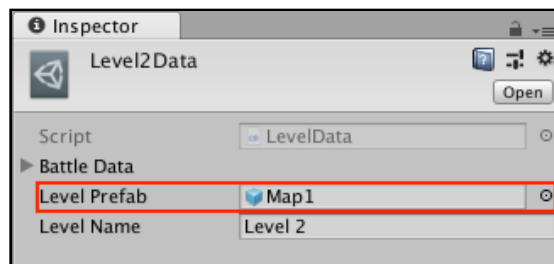 Inspector
Level2Data
Open
Script LevelData
Battle Data
Level Prefab Map1
Level Name Level 2